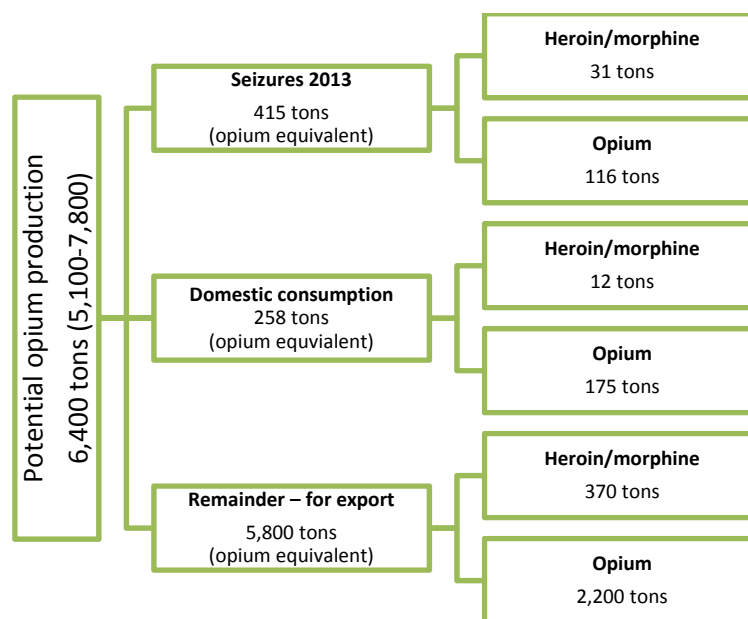 Potential opium production
6,400 tons (5,100-7,800)
Seizures 2013
415 tons
(opium equivalent)
Heroin/morphine
31 tons
Opium
116 tons
Domestic consumption
258 tons
(opium equvialent)
Heroin/morphine
12 tons
Opium
175 tons
Remainder – for export
5,800 tons
(opium equivalent)
Heroin/morphine
370 tons
Opium
2,200 tons